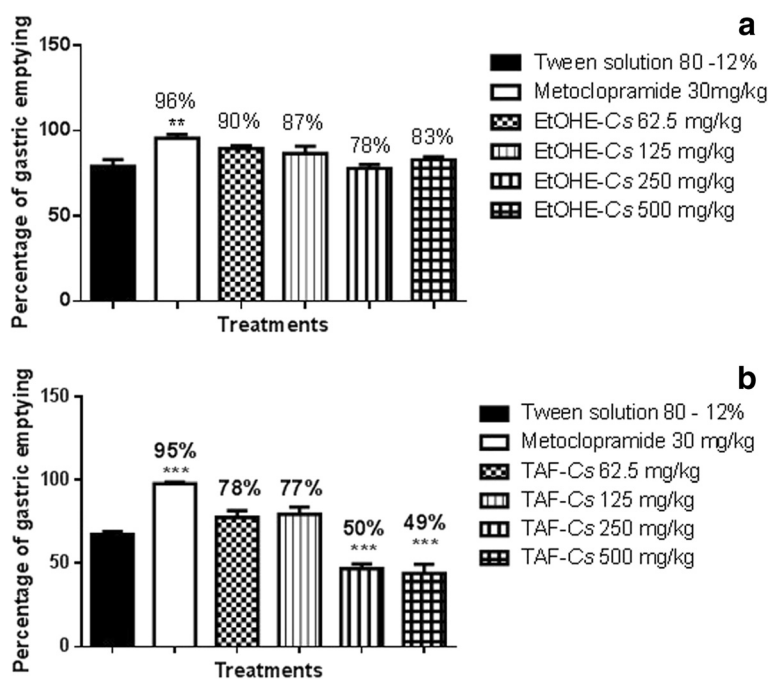 a
150
100
50
0
Percentage of gastric emptying
96%
**
90%
87%
78%
83%
Treatments
Tween solution 80 -12%
Metoclopramide 30mg/kg
EtOHE-Cs 62.5 mg/kg
EtOHE-Cs 125 mg/kg
EtOHE-Cs 250 mg/kg
EtOHE-Cs 500 mg/kg
b
150
100
50
0
Percentage of gastric emptying
95%
***
78%
77%
50%
***
49%
***
Treatments
Tween solution 80 - 12%
Metoclopramide 30 mg/kg
TAF-Cs 62.5 mg/kg
TAF-Cs 125 mg/kg
TAF-Cs 250 mg/kg
TAF-Cs 500 mg/kg